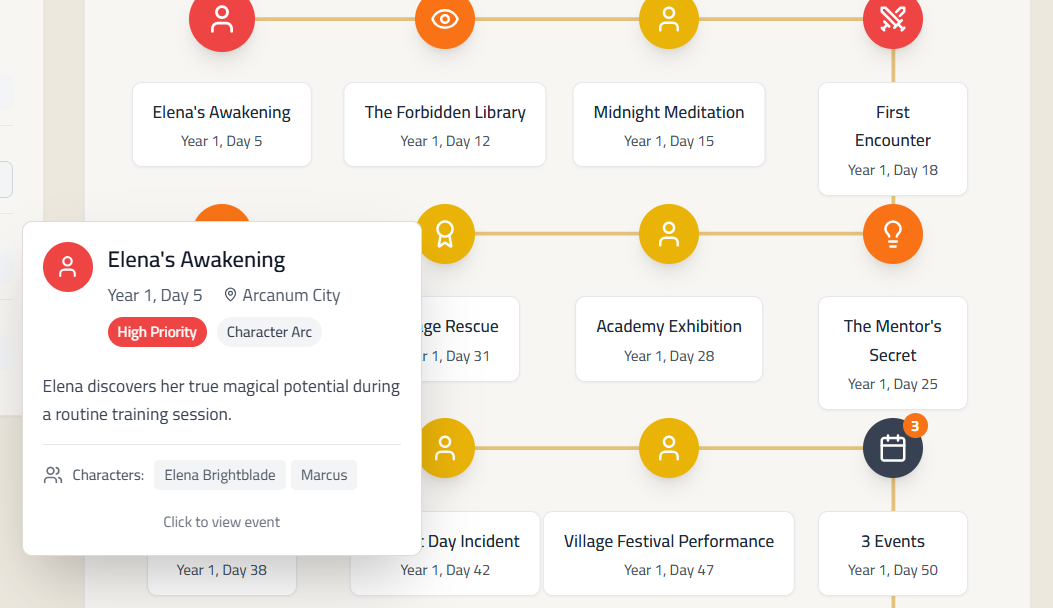 Elena's Awakening
Year 1, Day 5
The Forbidden Library
Year 1, Day 12
Midnight Meditation
Year 1, Day 15
First
Encounter
Year 1, Day 18
Elena's Awakening
Year 1, Day 5
Arcanum City
High Priority
Character Arc
Elena discovers her true magical potential during
a routine training session.
Characters:
Elena Brightblade
Marcus
Click to view event
Rescue
1, Day 31
Academy Exhibition
Year 1, Day 28
The Mentor's
Secret
Year 1, Day 25
3
Year 1, Day 38
Day Incident
Year 1, Day 42
Village Festival Performance
Year 1, Day 47
3 Events
Year 1, Day 50